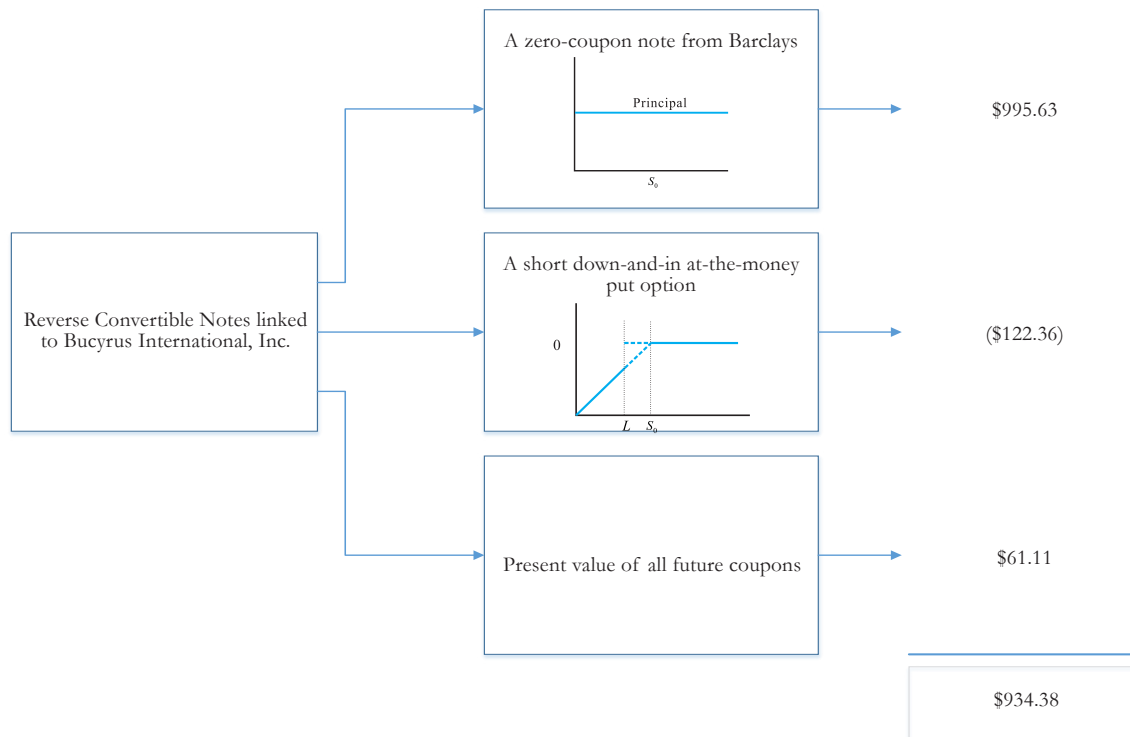 A zero-coupon note from Barclays
Principal
S₀
$995.63
Reverse Convertible Notes linked
to Bucyrus International, Inc.
A short down-and-in at-the-money
put option
0
L S₀
($122.36)
Present value of all future coupons
$61.11
$934.38